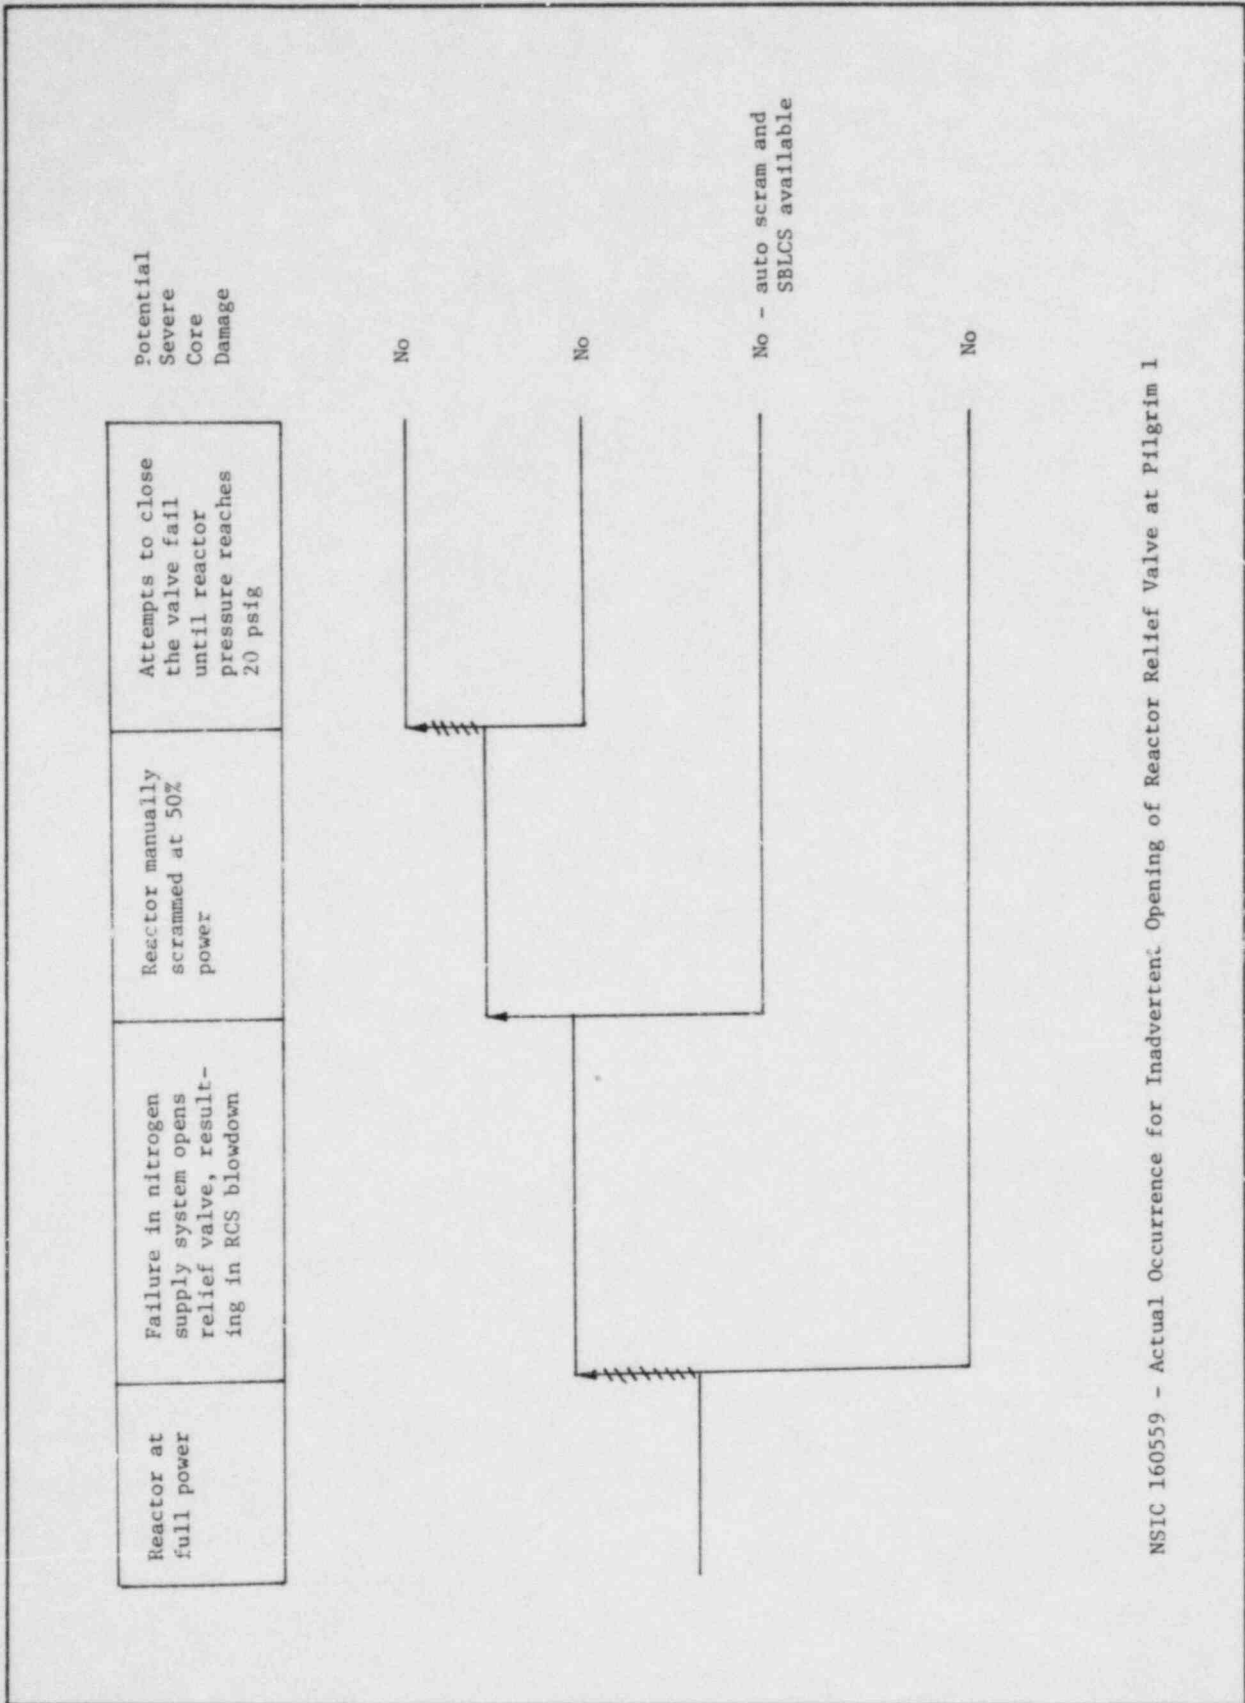 Reactor at
full power
Failure in nitrogen
supply system opens
relief valve, result-
ing in RCS blowdown
Reactor manually
scrammed at 50%
power
Attempts to close
the valve fail
until reactor
pressure reaches
20 psig
Potential
Severe
Core
Damage
No
No
No - auto scram and
SBLCS available
No
NSIC 160559 - Actual Occurrence for Inadvertent Opening of Reactor Relief Valve at Pilgrim 1